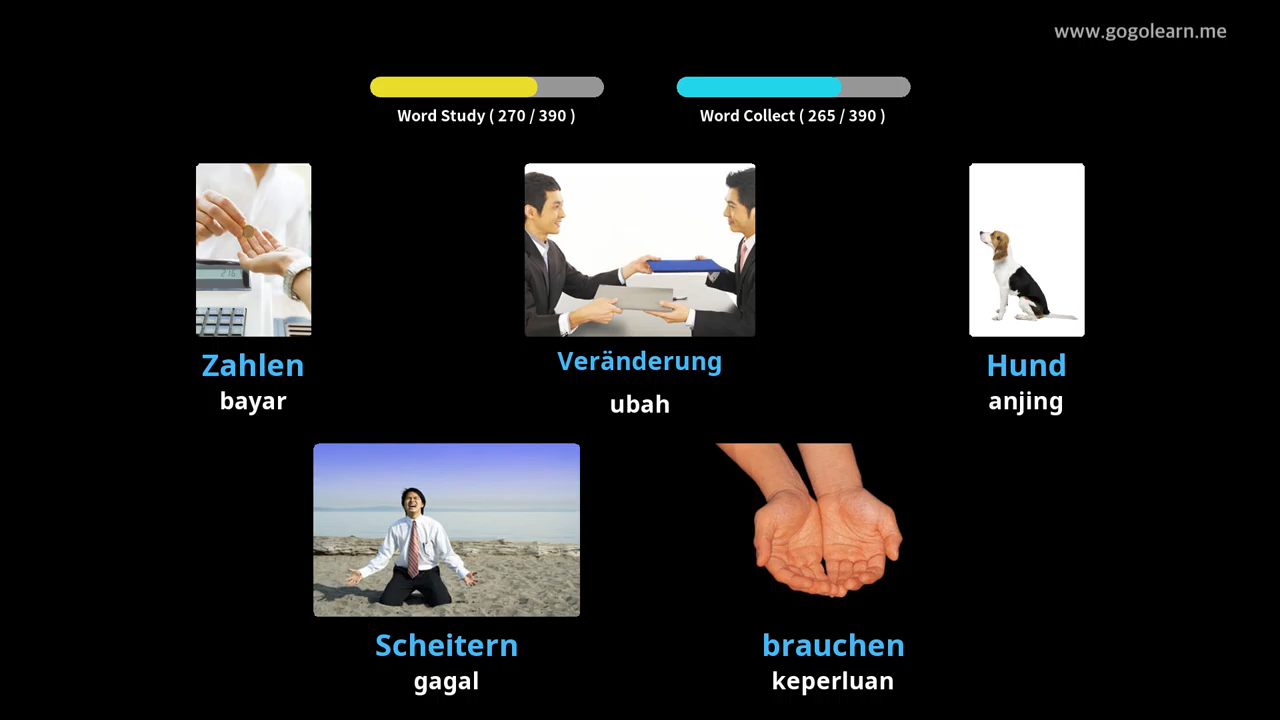 www.gogolearn.me
Word Study ( 270 / 390 )
Word Collect ( 265 / 390 )
Zahlen
bayar
Veränderung
ubah
Hund
anjing
Scheitern
gagal
brauchen
keperluan